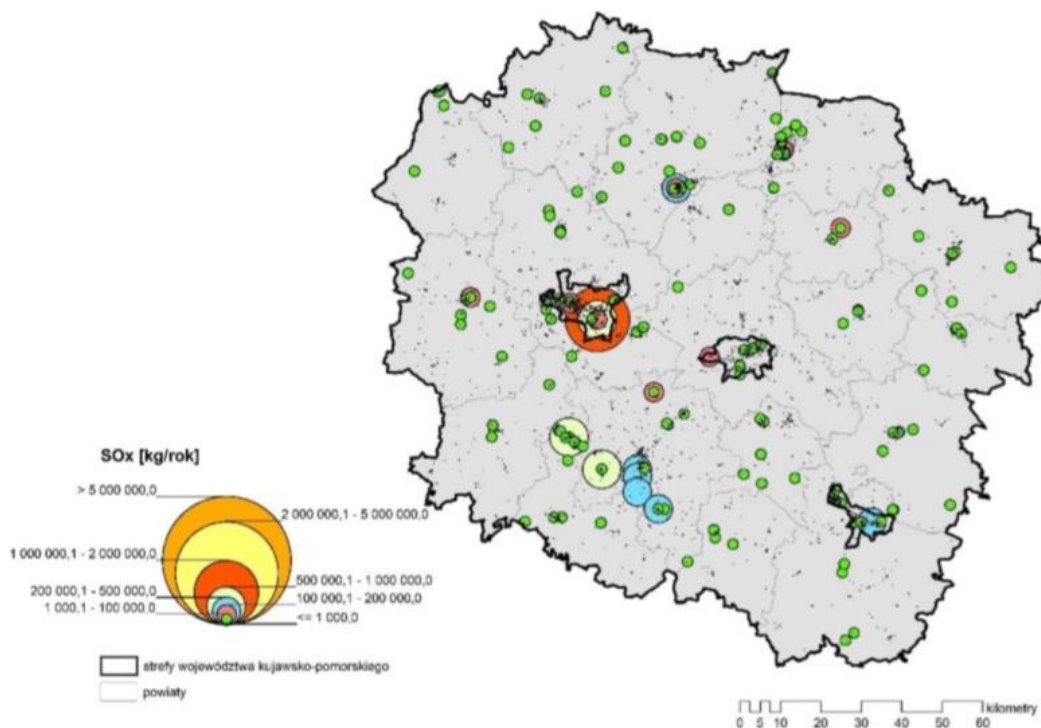 SOx [kg/rok]
> 5 000 000,0
2 000 000,1 - 5 000 000,0
1 000 000,1 - 2 000 000,0
500 000,1 - 1 000 000,0
200 000,1 - 500 000,0
100 000,1 - 200 000,0
1 000,1 - 100 000,0
<= 1 000,0
strefy województwa kujawsko-pomorskiego
powiaty
kilometry
0 5 10 20 30 40 50 60